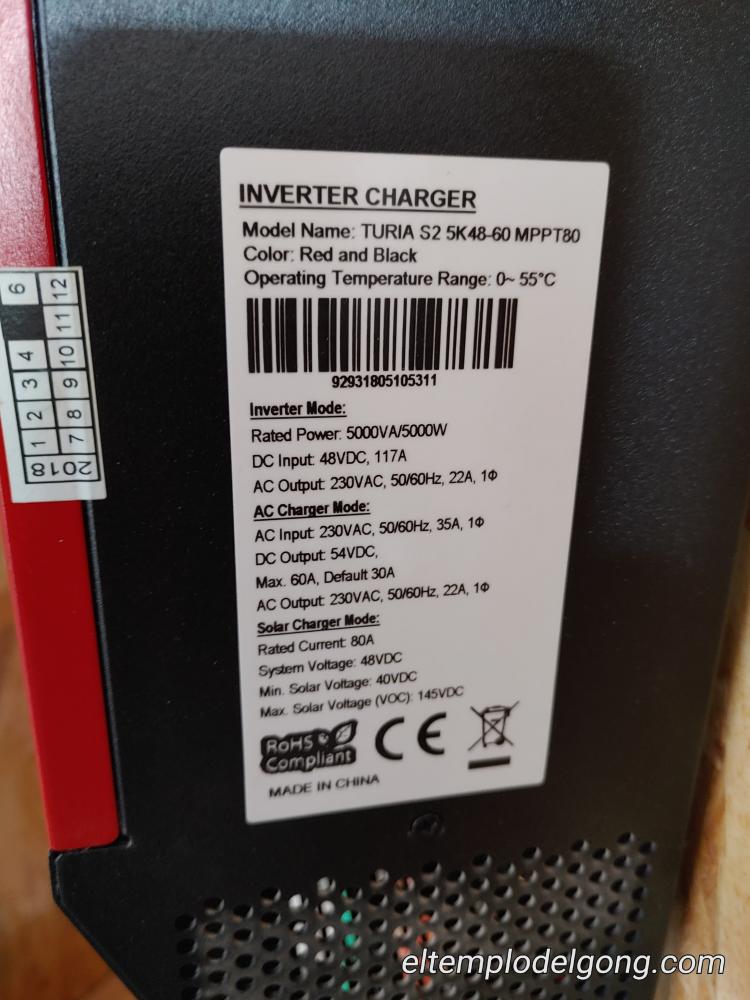 INVERTER CHARGER
Model Name: TURIA S2 5K48-60 MPPT80
Color: Red and Black
Operating Temperature Range: 0~ 55°C
92931805105311
Inverter Mode:
Rated Power: 5000VA/5000W
DC Input: 48VDC, 117A
AC Output: 230VAC, 50/60Hz, 22A, 1Φ
AC Charger Mode:
AC Input: 230VAC, 50/60Hz, 35A, 1Φ
DC Output: 54VDC,
Max. 60A, Default 30A
AC Output: 230VAC, 50/60Hz, 22A, 1Φ
Solar Charger Mode:
Rated Current: 80A
System Voltage: 48VDC
Min. Solar Voltage: 40VDC
Max. Solar Voltage (VOC): 145VDC
RoHS
Compliant
CE
MADE IN CHINA
2018
1 2 3 4 6
7 8 9 10 11 12
eltemplodelgong.com